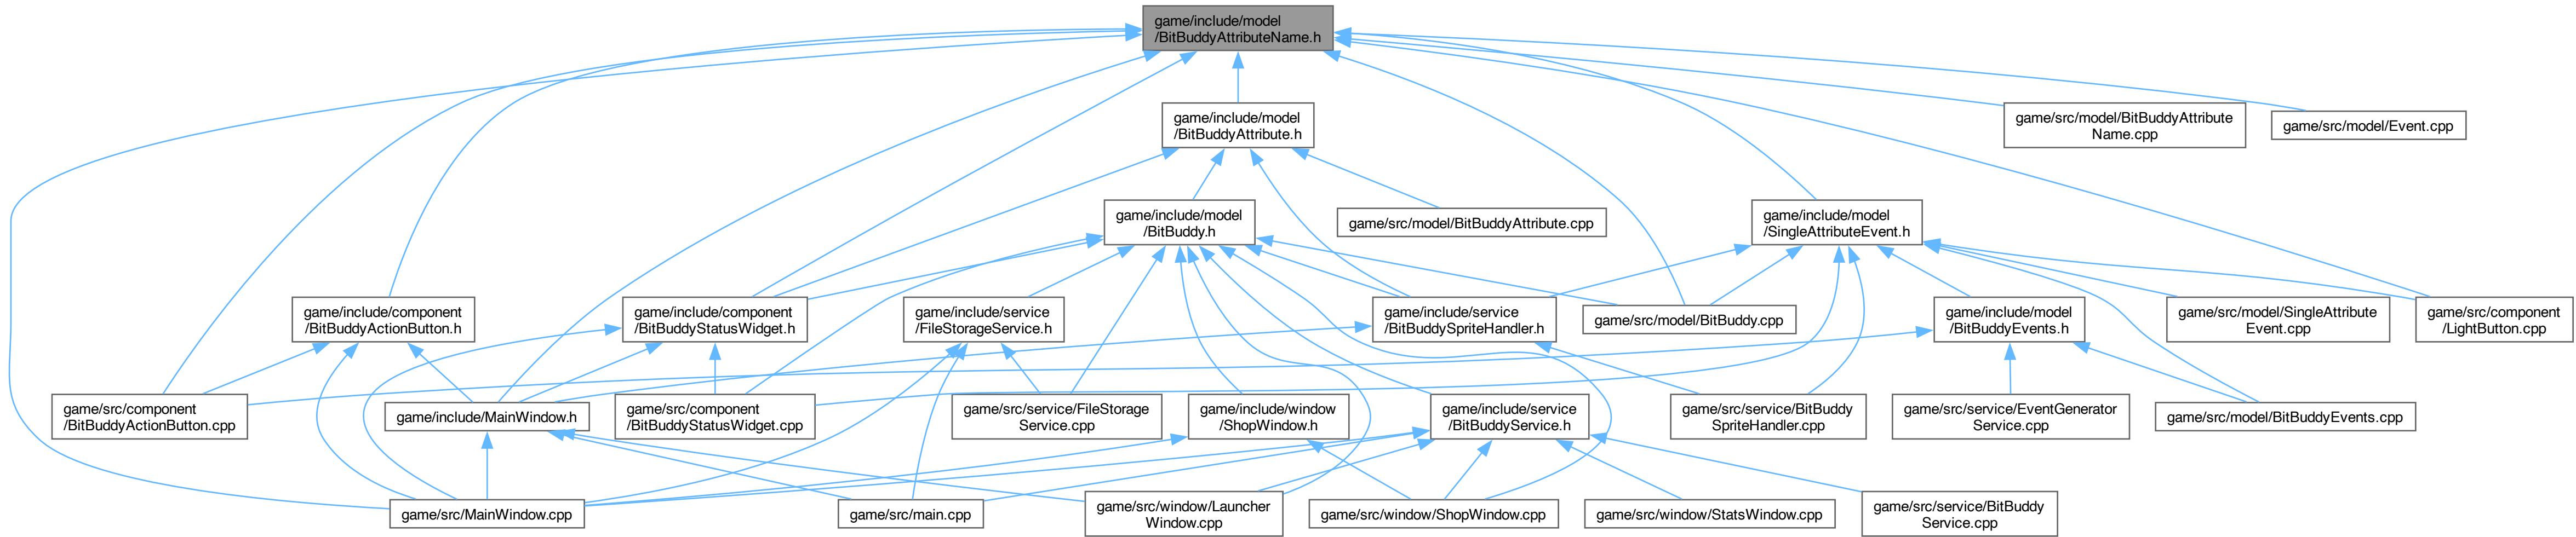 game/include/model
/BitBuddyAttributeName.h
game/include/model
/BitBuddyAttribute.h
game/src/model/BitBuddyAttribute
Name.cpp
game/src/model/Event.cpp
game/include/model
/BitBuddy.h
game/src/model/BitBuddyAttribute.cpp
game/include/model
/SingleAttributeEvent.h
game/include/component
/BitBuddyActionButton.h
game/include/component
/BitBuddyStatusWidget.h
game/include/service
/FileStorageService.h
game/include/service
/BitBuddySpriteHandler.h
game/src/model/BitBuddy.cpp
game/include/model
/BitBuddyEvents.h
game/src/model/SingleAttribute
Event.cpp
game/src/component
/LightButton.cpp
game/src/component
/BitBuddyActionButton.cpp
game/include/MainWindow.h
game/src/component
/BitBuddyStatusWidget.cpp
game/src/service/FileStorage
Service.cpp
game/include/window
/ShopWindow.h
game/include/service
/BitBuddyService.h
game/src/service/BitBuddy
SpriteHandler.cpp
game/src/service/EventGenerator
Service.cpp
game/src/model/BitBuddyEvents.cpp
game/src/MainWindow.cpp
game/src/main.cpp
game/src/window/Launcher
Window.cpp
game/src/window/ShopWindow.cpp
game/src/window/StatsWindow.cpp
game/src/service/BitBuddy
Service.cpp